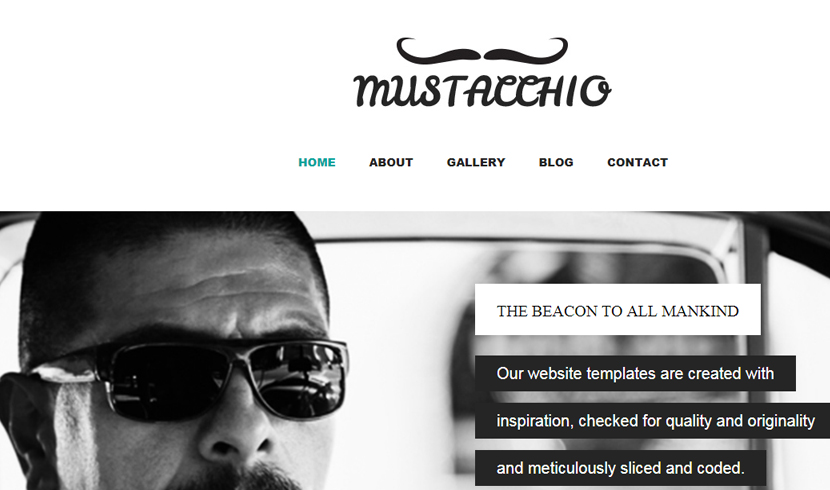 MUSTACCHIO
HOME ABOUT GALLERY BLOG CONTACT
THE BEACON TO ALL MANKIND
Our website templates are created with
inspiration, checked for quality and originality
and meticulously sliced and coded.